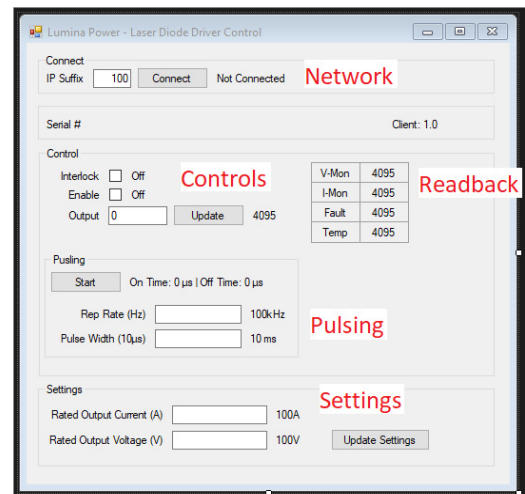 Lumina Power - Laser Diode Driver Control
Connect
IP Suffix 100 Connect Not Connected Network
Serial # Client: 1.0
Control
Interlock Off Controls V-Mon 4095 Readback
Enable Off I-Mon 4095
Output 0 Update 4095 Fault 4095
Temp 4095
Pusling
Start On Time: 0 µs | Off Time: 0 µs
Rep Rate (Hz) 100kHz Pulsing
Pulse Width (10µs) 10 ms
Settings
Settings
Rated Output Current (A) 100A
Rated Output Voltage (V) 100V Update Settings